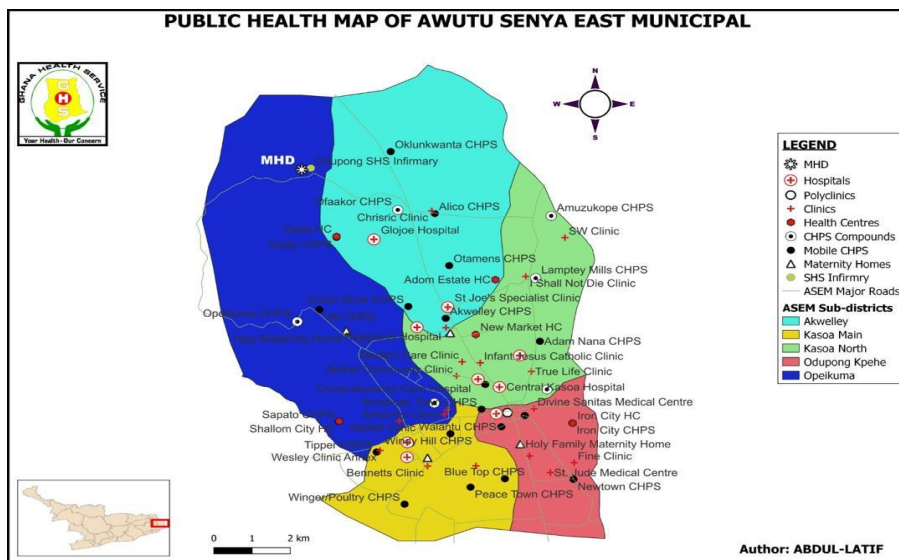 PUBLIC HEALTH MAP OF AWUTU SENYA EAST MUNICIPAL
GHANA HEALTH SERVICE
GHS
Your Health - Our Concern
N
W E
S
MHD
Odupong SHS Infirmary
Oklunkwanta CHPS
Ofaakor CHPS
Alico CHPS
Chrisric Clinic
Glojoe Hospital
Amuzukope CHPS
SW Clinic
Otamens CHPS
Adom Estate HC
Lamptey Mills CHPS
I Shall Not Die Clinic
St Joe's Specialist Clinic
Akwelley CHPS
New Market HC
Adam Nana CHPS
Infant Jesus Catholic Clinic
True Life Clinic
Central Kasoa Hospital
Divine Sanitas Medical Centre
Iron City HC
Iron City CHPS
Walantu CHPS
Sapato CHPS
Shallom City HC
Wing Hill CHPS
Wesley Clinic Annex
Holy Family Maternity Home
Fine Clinic
Bennetts Clinic
Blue Top CHPS
St. Jude Medical Centre
Newtown CHPS
Peace Town CHPS
Winger/Poultry CHPS
LEGEND
MHD
Hospitals
Polyclinics
Clinics
Health Centres
CHPS Compounds
Mobile CHPS
Maternity Homes
SHS Infirmry
ASEM Major Roads
ASEM Sub-districts
Akwelley
Kasoa Main
Kasoa North
Odupong Kpehe
Opeikuma
0 1 2 km
Author: ABDUL-LATIF